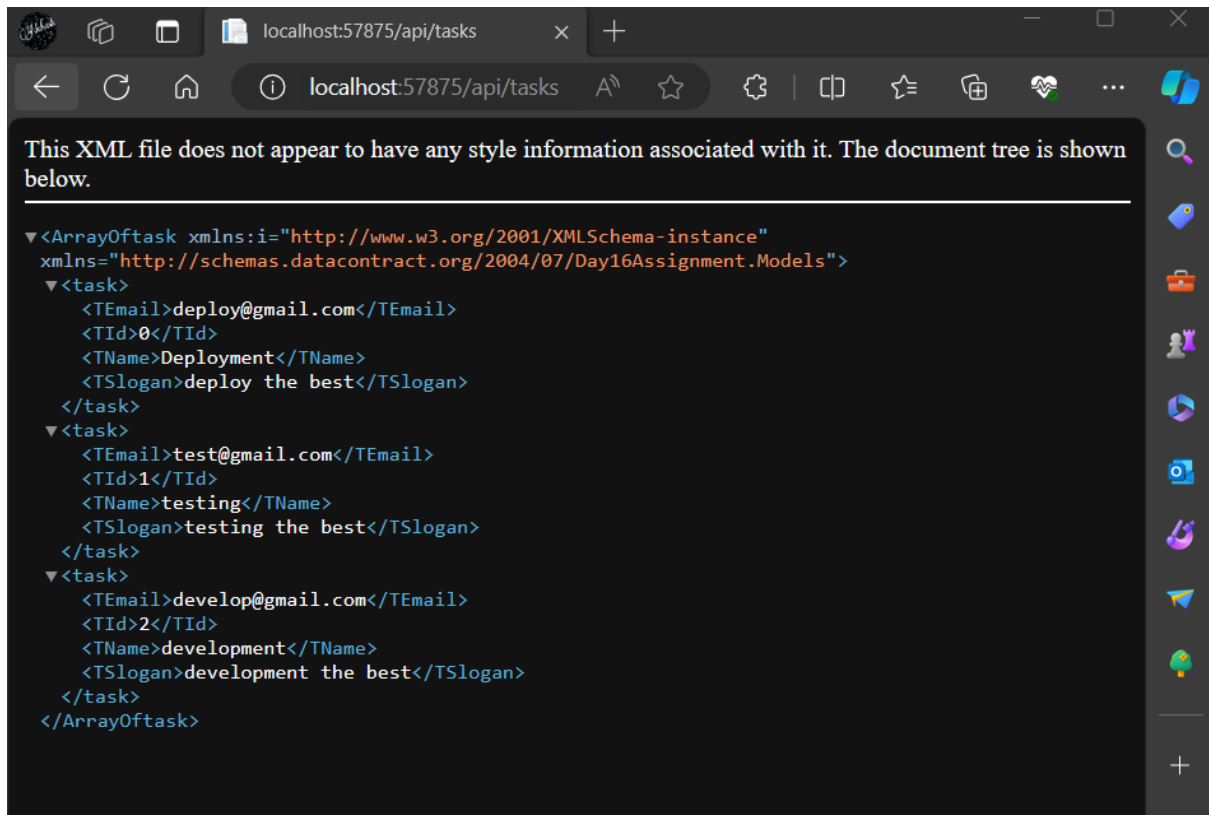 localhost:57875/api/tasks
localhost:57875/api/tasks
This XML file does not appear to have any style information associated with it. The document tree is shown
below.
▼<ArrayOftask xmlns:i="http://www.w3.org/2001/XMLSchema-instance"
xmlns="http://schemas.datacontract.org/2004/07/Day16Assignment.Models">
▼<task>
<TEmail>deploy@gmail.com</TEmail>
<TId>0</TId>
<TName>Deployment</TName>
<TSlogan>deploy the best</TSlogan>
</task>
▼<task>
<TEmail>test@gmail.com</TEmail>
<TId>1</TId>
<TName>testing</TName>
<TSlogan>testing the best</TSlogan>
</task>
▼<task>
<TEmail>develop@gmail.com</TEmail>
<TId>2</TId>
<TName>development</TName>
<TSlogan>development the best</TSlogan>
</task>
</ArrayOftask>